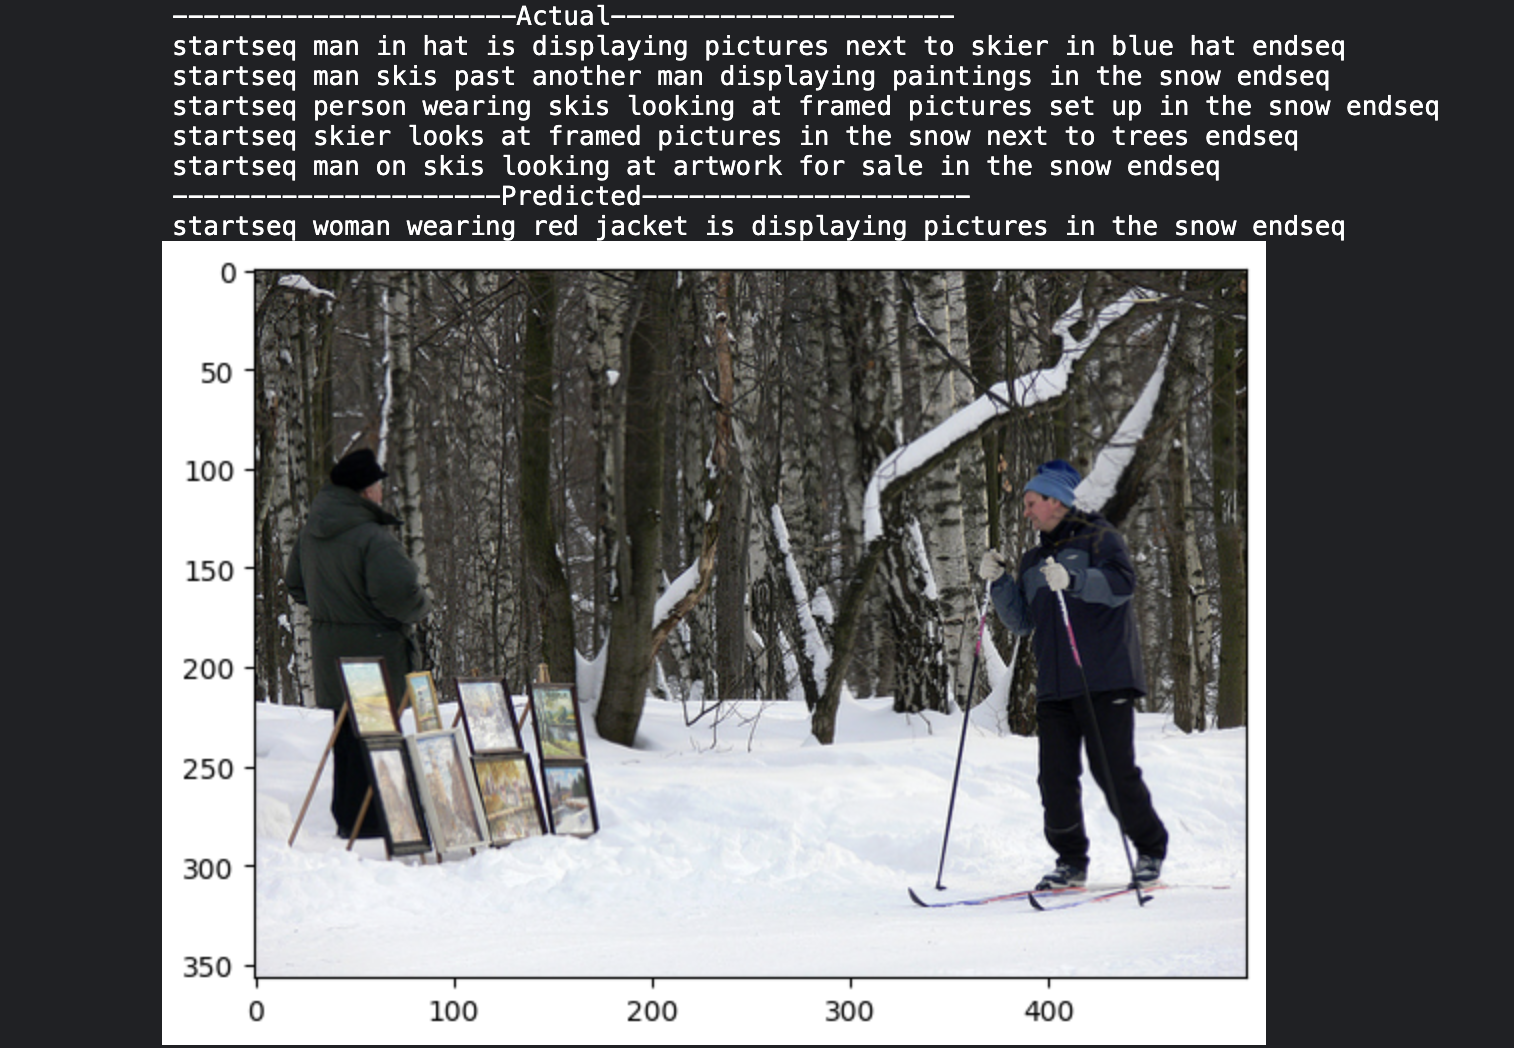 ----------------------Actual----------------------
startseq man in hat is displaying pictures next to skier in blue hat endseq
startseq man skis past another man displaying paintings in the snow endseq
startseq person wearing skis looking at framed pictures set up in the snow endseq
startseq skier looks at framed pictures in the snow next to trees endseq
startseq man on skis looking at artwork for sale in the snow endseq
---------------------Predicted---------------------
startseq woman wearing red jacket is displaying pictures in the snow endseq
0
50
100
150
200
250
300
350
0 100 200 300 400